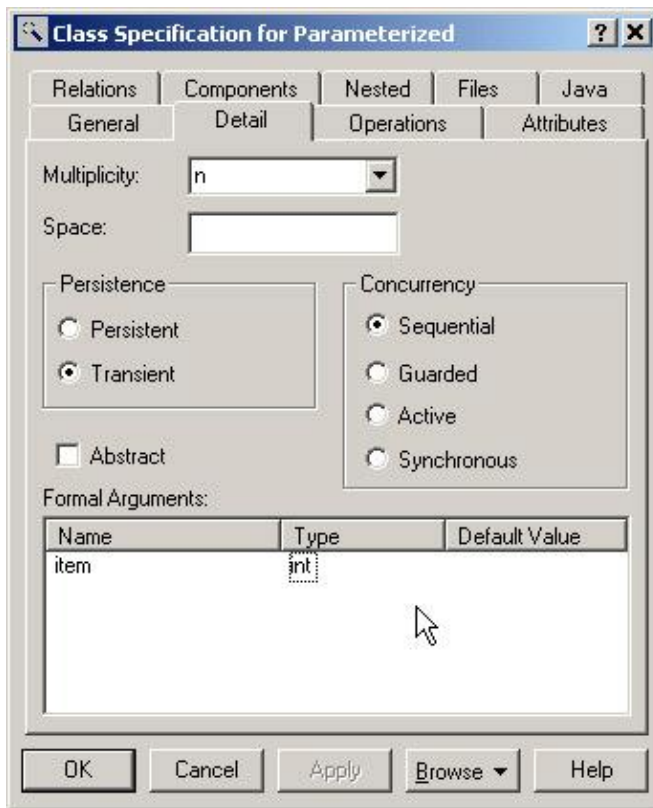 Class Specification for Parameterized
Relations Components Nested Files Java
General Detail Operations Attributes
Multiplicity: n
Space:
Persistence
Persistent
Transient
Abstract
Concurrency
Sequential
Guarded
Active
Synchronous
Formal Arguments:
Name Type Default Value
item int
OK Cancel Apply Browse Help